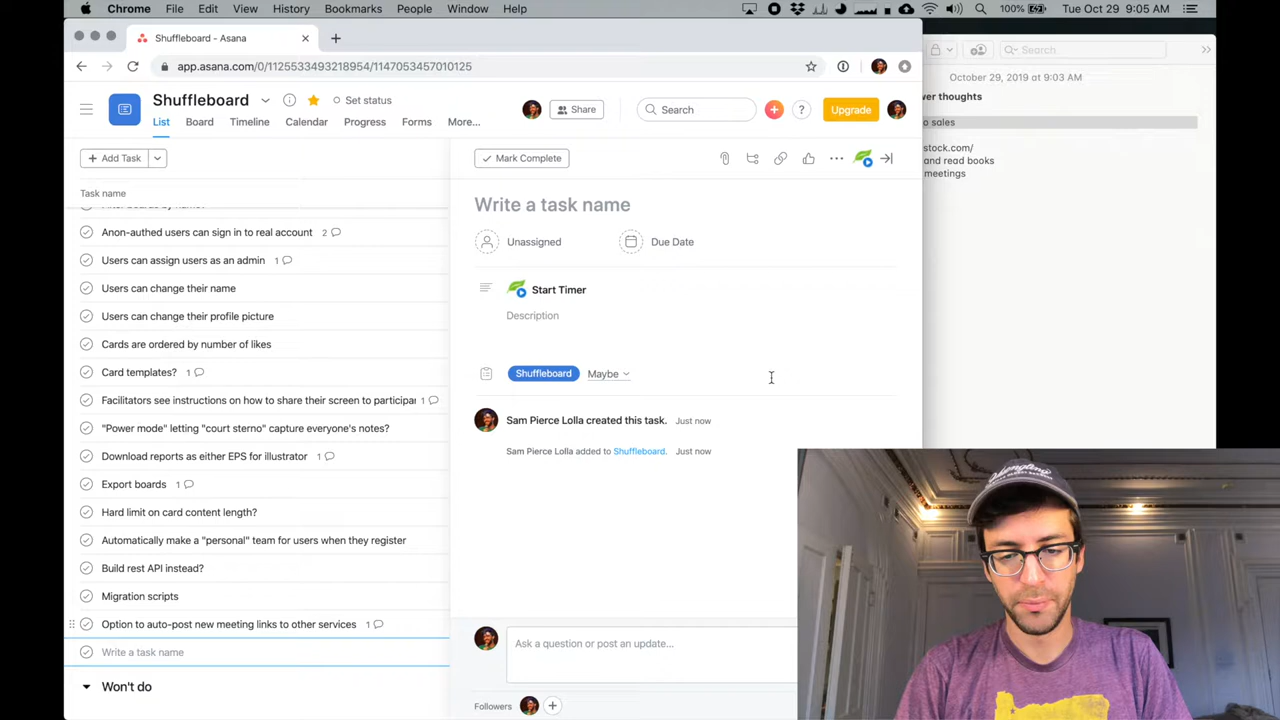 Chrome File Edit View History Bookmarks People Window Help 100% Tue Oct 29 9:05 AM
Shuffleboard - Asana
app.asana.com/0/1125533493218954/1147053457010125
Search
October 29, 2019 at 9:03 AM
Shuffleboard Set status
Share Search ? Upgrade
List Board Timeline Calendar Progress Forms More...
wer thoughts
o sales
stock.com/
and read books
meetings
Add Task
Mark Complete
Task name
Write a task name
Anon-authed users can sign in to real account 2
Unassigned Due Date
Users can assign users as an admin 1
Users can change their name
Start Timer
Users can change their profile picture
Description
Cards are ordered by number of likes
Card templates? 1
Shuffleboard Maybe
Facilitators see instructions on how to share their screen to participar 1
"Power mode" letting "court sterno" capture everyone's notes?
Sam Pierce Lolla created this task. Just now
Download reports as either EPS for illustrator 1
Sam Pierce Lolla added to Shuffleboard. Just now
Export boards 1
Hard limit on card content length?
Automatically make a "personal" team for users when they register
Build rest API instead?
Migration scripts
Option to auto-post new meeting links to other services 1
Write a task name
Ask a question or post an update...
Won't do
Followers